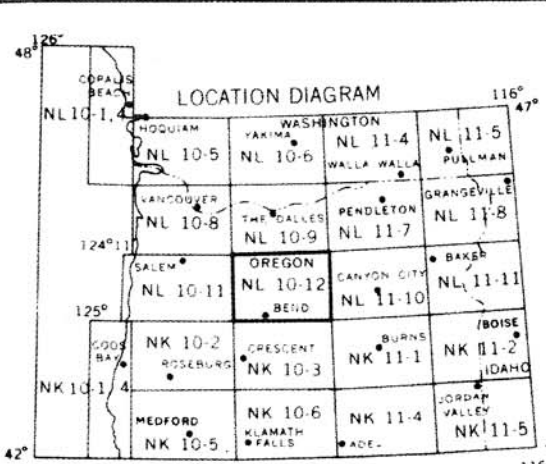 126°
48°
COPALIS
BEACH
LOCATION DIAGRAM
116°
47°
NL 10-1, 4
HOQUIAM
NL 10-5
YAKIMA
WASHINGTON
NL 10-6
NL 11-4
WALLA WALLA
NL 11-5
PULLMAN
VANCOUVER
NL 10-8
THE DALLES
NL 10-9
PENDLETON
NL 11-7
GRANGEVILLE
NL 11-8
124°11
SALEM
NL 10-11
OREGON
NL 10-12
BEND
CANYON CITY
NL 11-10
BAKER
NL 11-11
125°
COOS
BAY
NK 10-1, 4
NK 10-2
ROSEBURG
CRESCENT
NK 10-3
BURNS
NK 11-1
BOISE
NK 11-2
IDAHO
MEDFORD
NK 10-5
NK 10-6
KLAMATH
FALLS
NK 11-4
ADEL
JORDAN
VALLEY
NK 11-5
42°